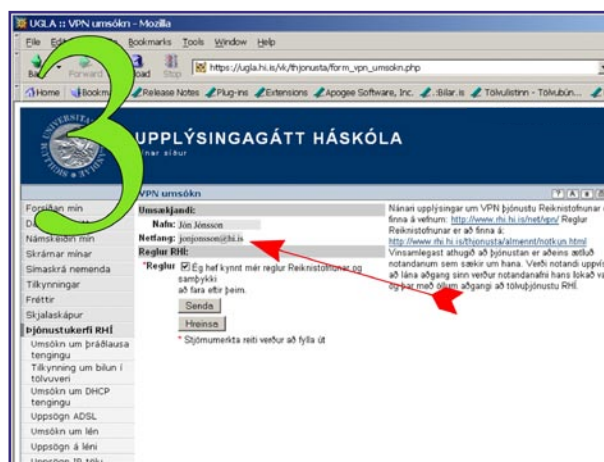 UGLA :: VPN umsókn - Mozilla
File Bookmarks Tools Window Help
Forward Stop https://ugla.hi.is/vk/thjonusta/form_vpn_umsokn.php
Home Release Notes Plug-ins Extensions Apogee Software, Inc. .:Bílar.is Tölvulistinn - Tölvubún...
3
UPPLÝSINGAGÁTT HÁSKÓLA
síður
VPN umsókn
Forsíðan mín
Námskeiðin mín
Skrárnar mínar
Símaskrá nemenda
Tilkynningar
Fréttir
Skjalaskápur
Þjónustukerfi RHÍ
Umsókn um þráðlausa
tengingu
Tilkynning um bilun í
tölvuveri
Umsókn um DHCP
tengingu
Uppsögn ADSL
Umsókn um lén
Uppsögn á léni
Uppsögn IP tölu
Umsækjandi:
Nafn: Jón Jónsson
Netfang: jonjonsson@hi.is
Reglur RHÍ:
*Reglur Ég hef kynnt mér reglur Reiknistofnunar og
samþykki
að fara eftir þeim.
Senda
Hreinsa
* Stjörnumerkta reiti verður að fylla út
Nánari upplýsingar um VPN þjónustu Reiknistofnunar
finna á vefnum: http://www.rhi.hi.is/net/vpn/ Reglur
Reiknistofnunar er að finna á:
http://www.rhi.hi.is/thjonusta/almennt/notkun.html
Vinsamlegast athugið að þjónustan er aðeins ætluð
notandanum sem sækir um hana. Verði notandi uppvís
að lána aðgang sinn verður notandanafni hans lokað
og þar með öllum aðgangi að tölvuþjónustu RHÍ.